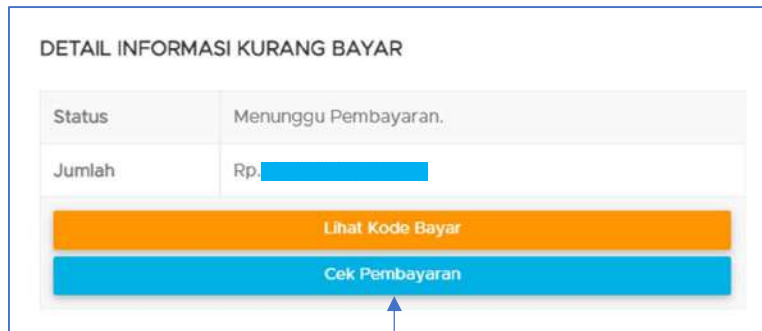 DETAIL INFORMASI KURANG BAYAR
Status Menunggu Pembayaran.
Jumlah Rp.
Lihat Kode Bayar
Cek Pembayaran